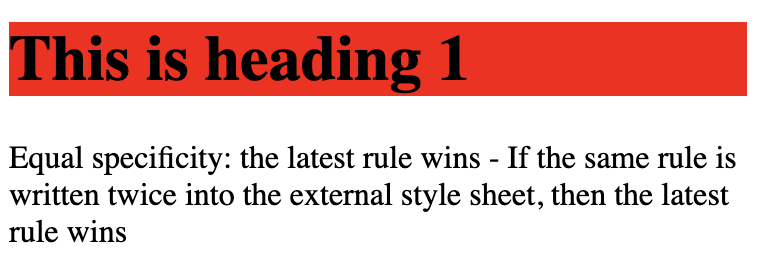 This is heading 1
Equal specificity: the latest rule wins - If the same rule is
written twice into the external style sheet, then the latest
rule wins